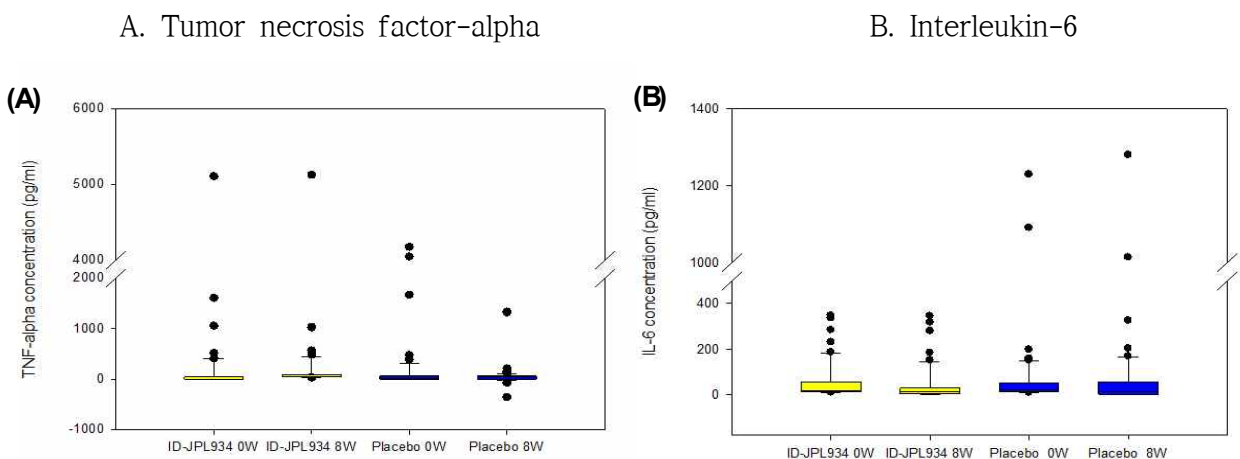 A. Tumor necrosis factor-alpha
B. Interleukin-6
(A)
TNF-alpha concentration (pg/ml)
6000
5000
4000
2000
1000
0
-1000
ID-JPL934 0W
ID-JPL934 8W
Placebo 0W
Placebo 8W
(B)
IL-6 concentration (pg/ml)
1400
1200
1000
400
200
0
ID-JPL934 0W
ID-JPL934 8W
Placebo 0W
Placebo 8W